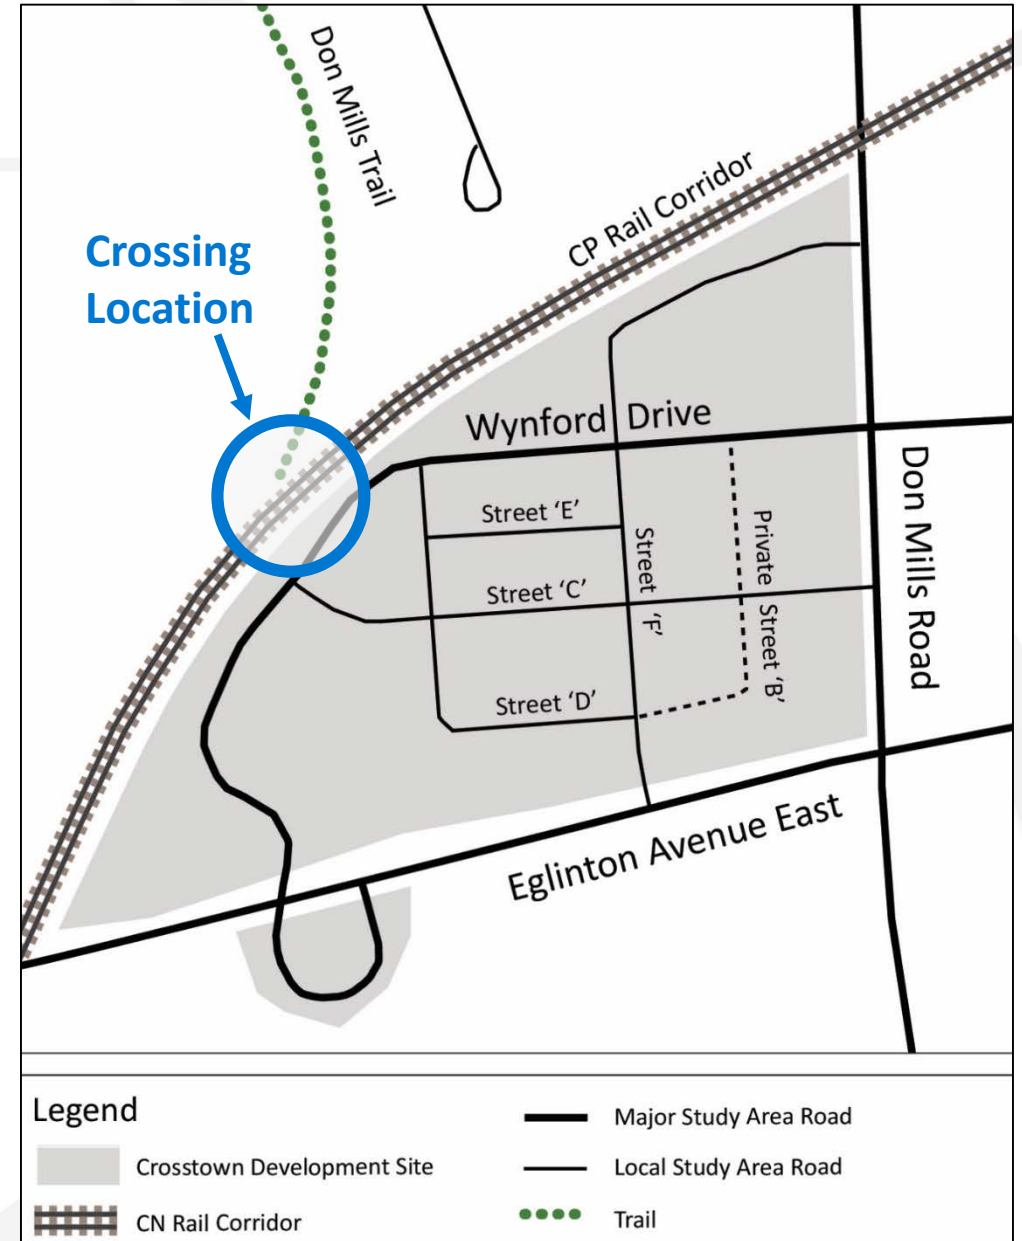 Don Mills Trail
CP Rail Corridor
Crossing
Location
Wynford Drive
Street ‘E’
Street ‘C’
Street ‘F’
Private Street ‘B’
Street ‘D’
Don Mills Road
Eglinton Avenue East
Legend
Crosstown Development Site
CN Rail Corridor
Major Study Area Road
Local Study Area Road
Trail